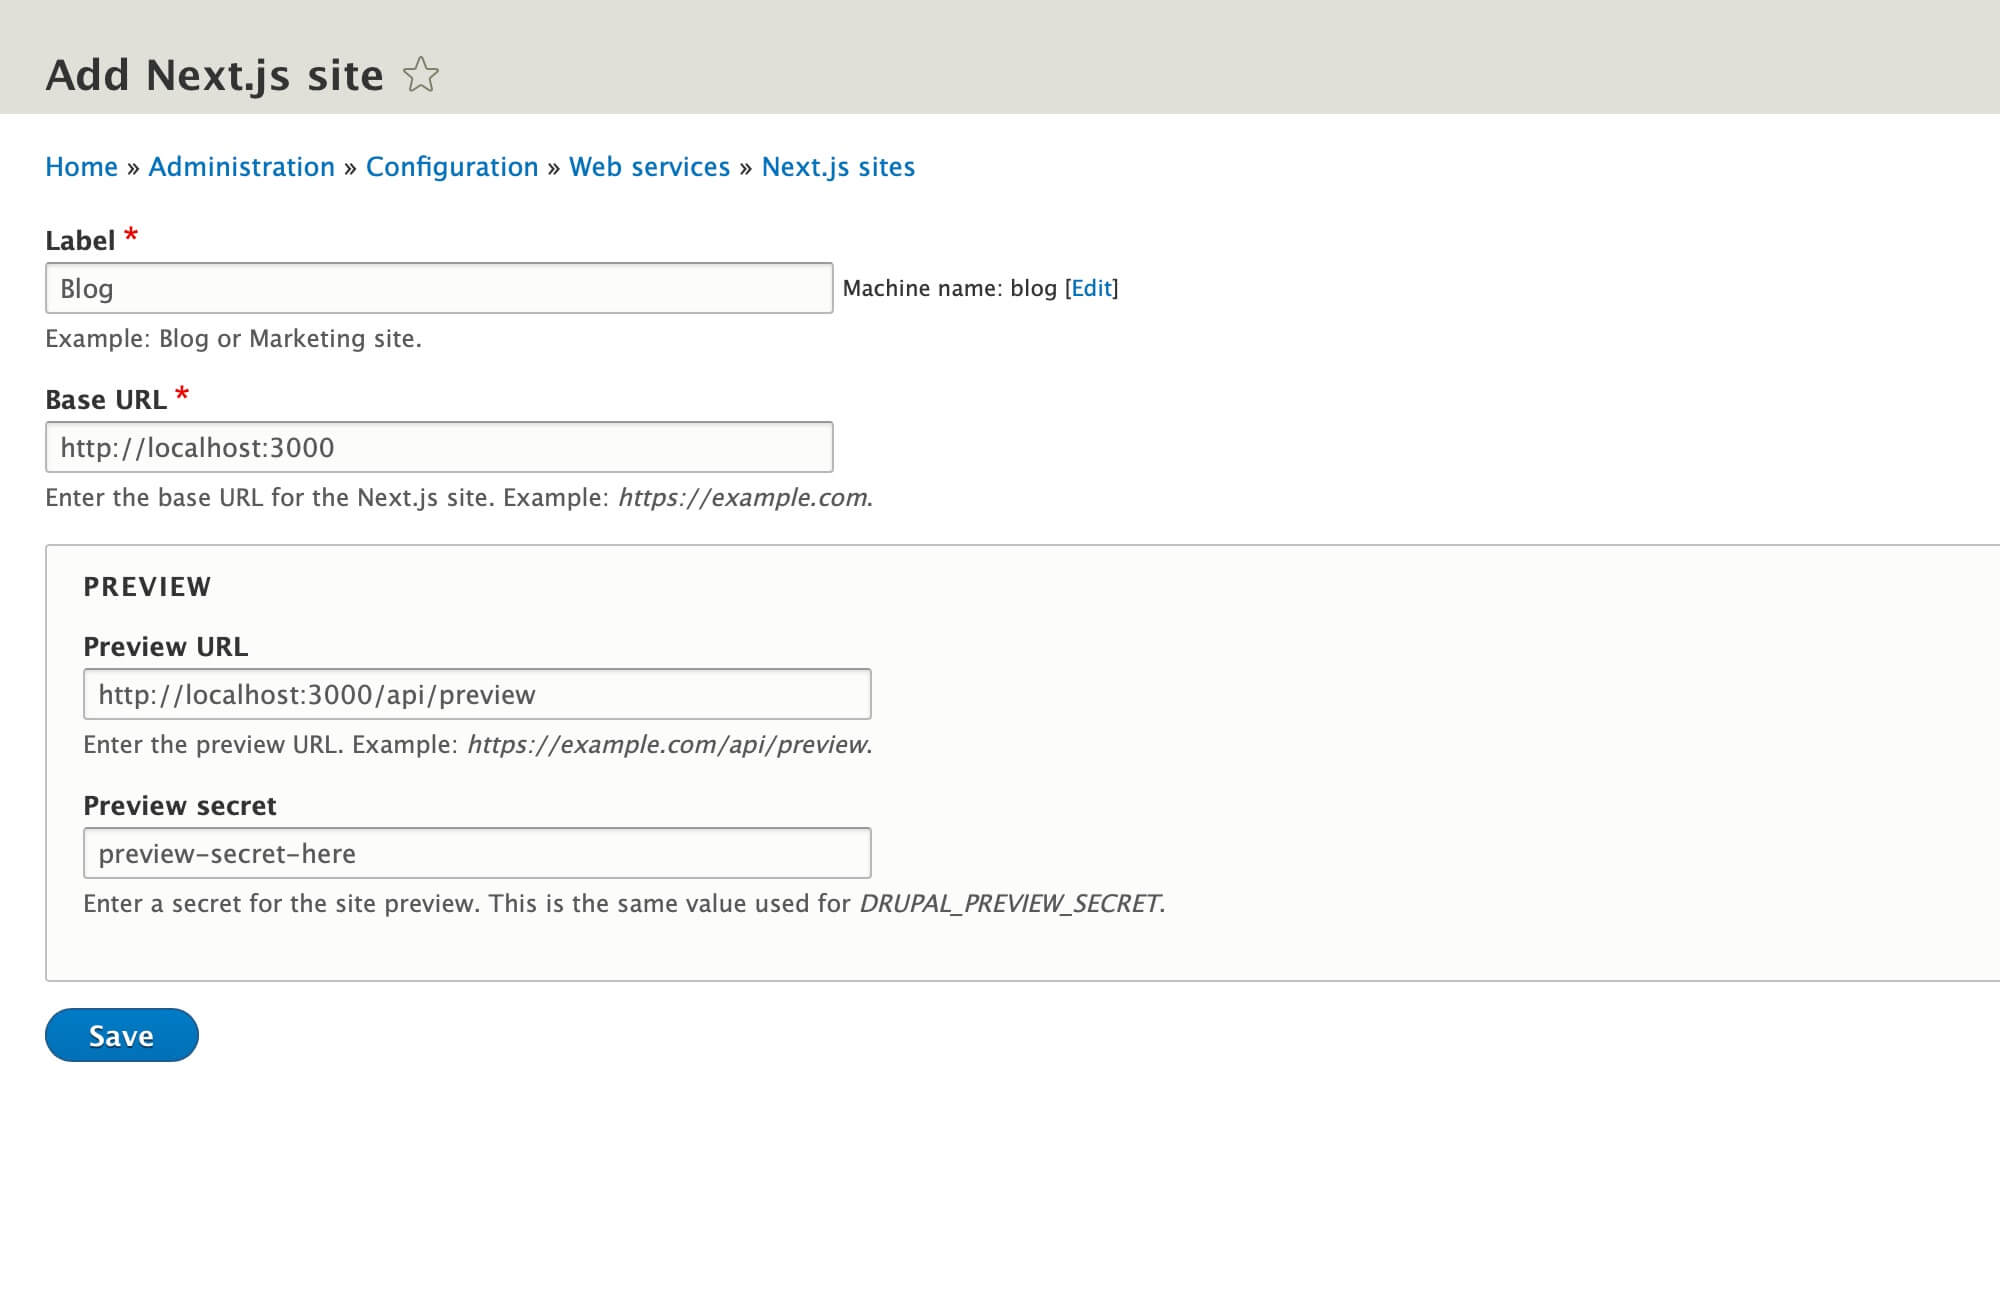 Add Next.js site
Home » Administration » Configuration » Web services » Next.js sites
Label *
Blog
Machine name: blog [Edit]
Example: Blog or Marketing site.
Base URL *
http://localhost:3000
Enter the base URL for the Next.js site. Example: https://example.com.
PREVIEW
Preview URL
http://localhost:3000/api/preview
Enter the preview URL. Example: https://example.com/api/preview.
Preview secret
preview-secret-here
Enter a secret for the site preview. This is the same value used for DRUPAL_PREVIEW_SECRET.
Save